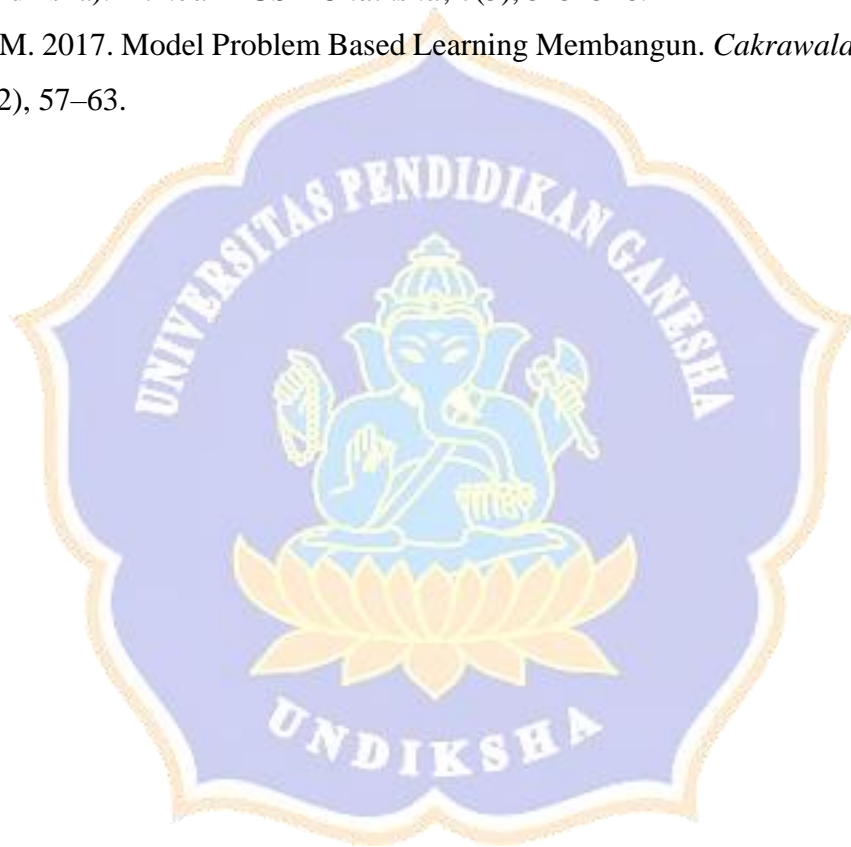 M. 2017. Model Problem Based Learning Membangun. Cakrawala
2), 57–63.
UNIVERSITAS PENDIDIKAN GANESHA
UNDIKSHA